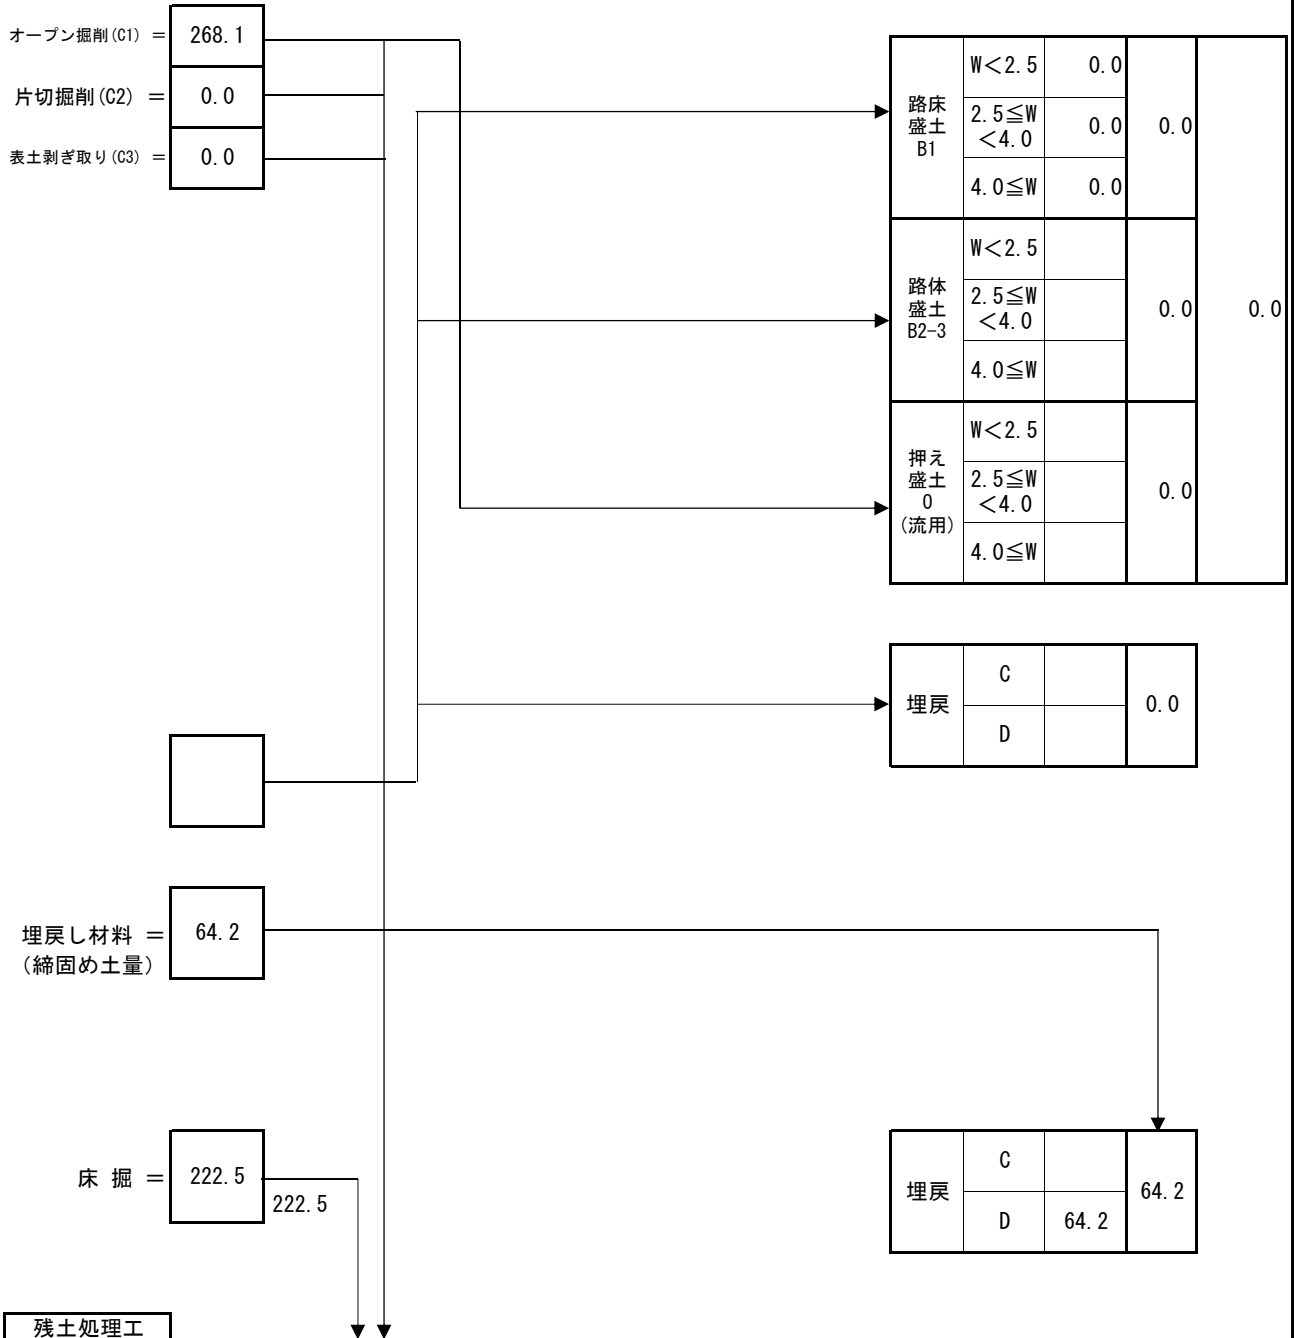 オープン掘削(C1) = 268.1
片切掘削(C2) = 0.0
表土剥ぎ取り(C3) = 0.0
路床
盛土
B1
W<2.5 0.0
2.5≦W
<4.0
0.0
4.0≦W 0.0
0.0
路体
盛土
B2-3
W<2.5
2.5≦W
<4.0
4.0≦W
0.0
0.0
押え
盛土
0
(流用)
W<2.5
2.5≦W
<4.0
4.0≦W
0.0
埋戻
C
D
0.0
埋戻し材料 = 64.2
(締固め土量)
床 掘 = 222.5
222.5
埋戻
C
D 64.2
64.2
残土処理工